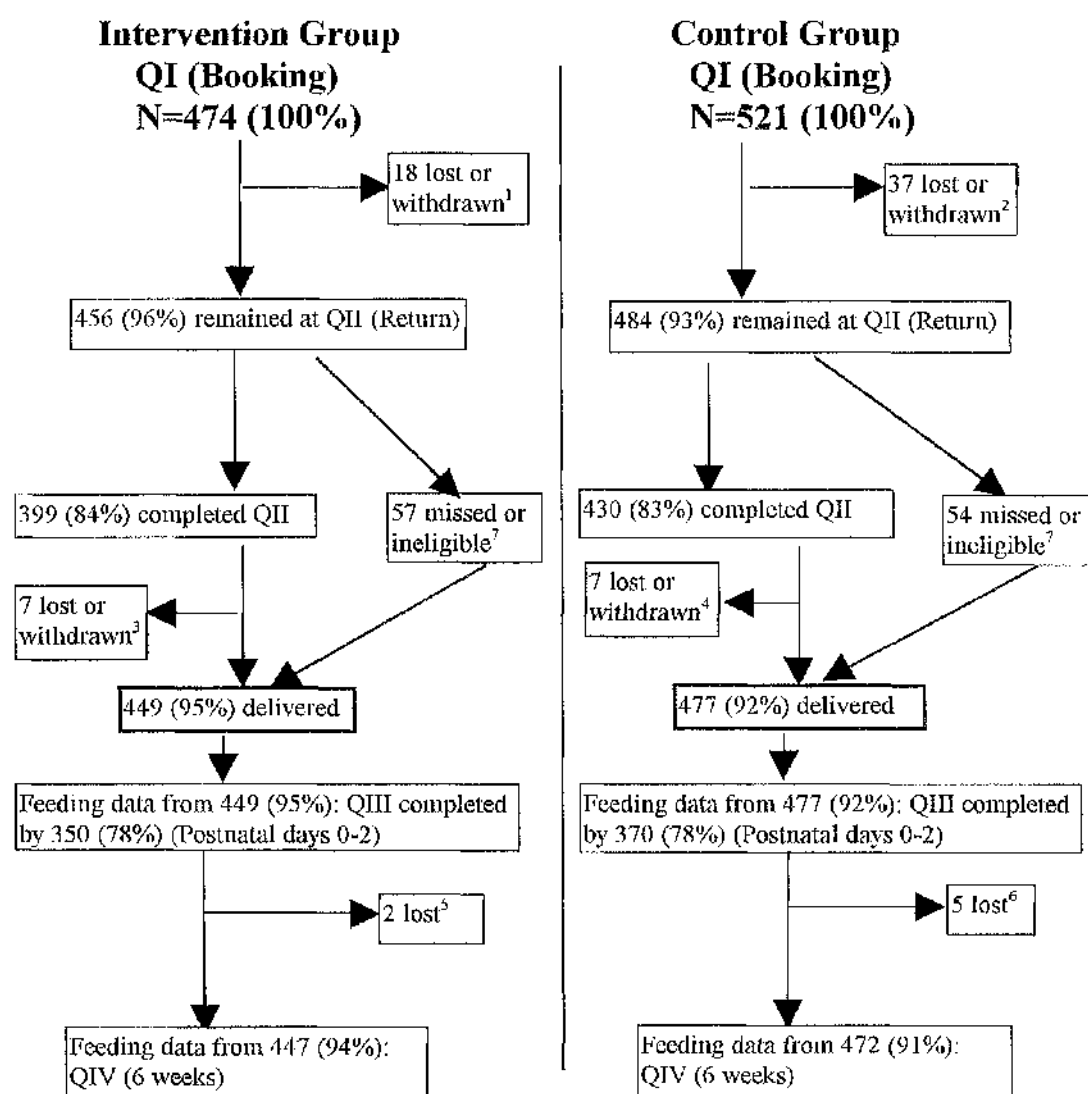 Intervention Group
QI (Booking)
N=474 (100%)
18 lost or
withdrawn¹
456 (96%) remained at QII (Return)
399 (84%) completed QII
57 missed or
ineligible⁷
7 lost or
withdrawn³
449 (95%) delivered
Feeding data from 449 (95%): QIII completed
by 350 (78%) (Postnatal days 0-2)
2 lost⁵
Feeding data from 447 (94%):
QIV (6 weeks)
Control Group
QI (Booking)
N=521 (100%)
37 lost or
withdrawn²
484 (93%) remained at QII (Return)
430 (83%) completed QII
54 missed or
ineligible⁷
7 lost or
withdrawn⁴
477 (92%) delivered
Feeding data from 477 (92%): QIII completed
by 370 (78%) (Postnatal days 0-2)
5 lost⁶
Feeding data from 472 (91%):
QIV (6 weeks)